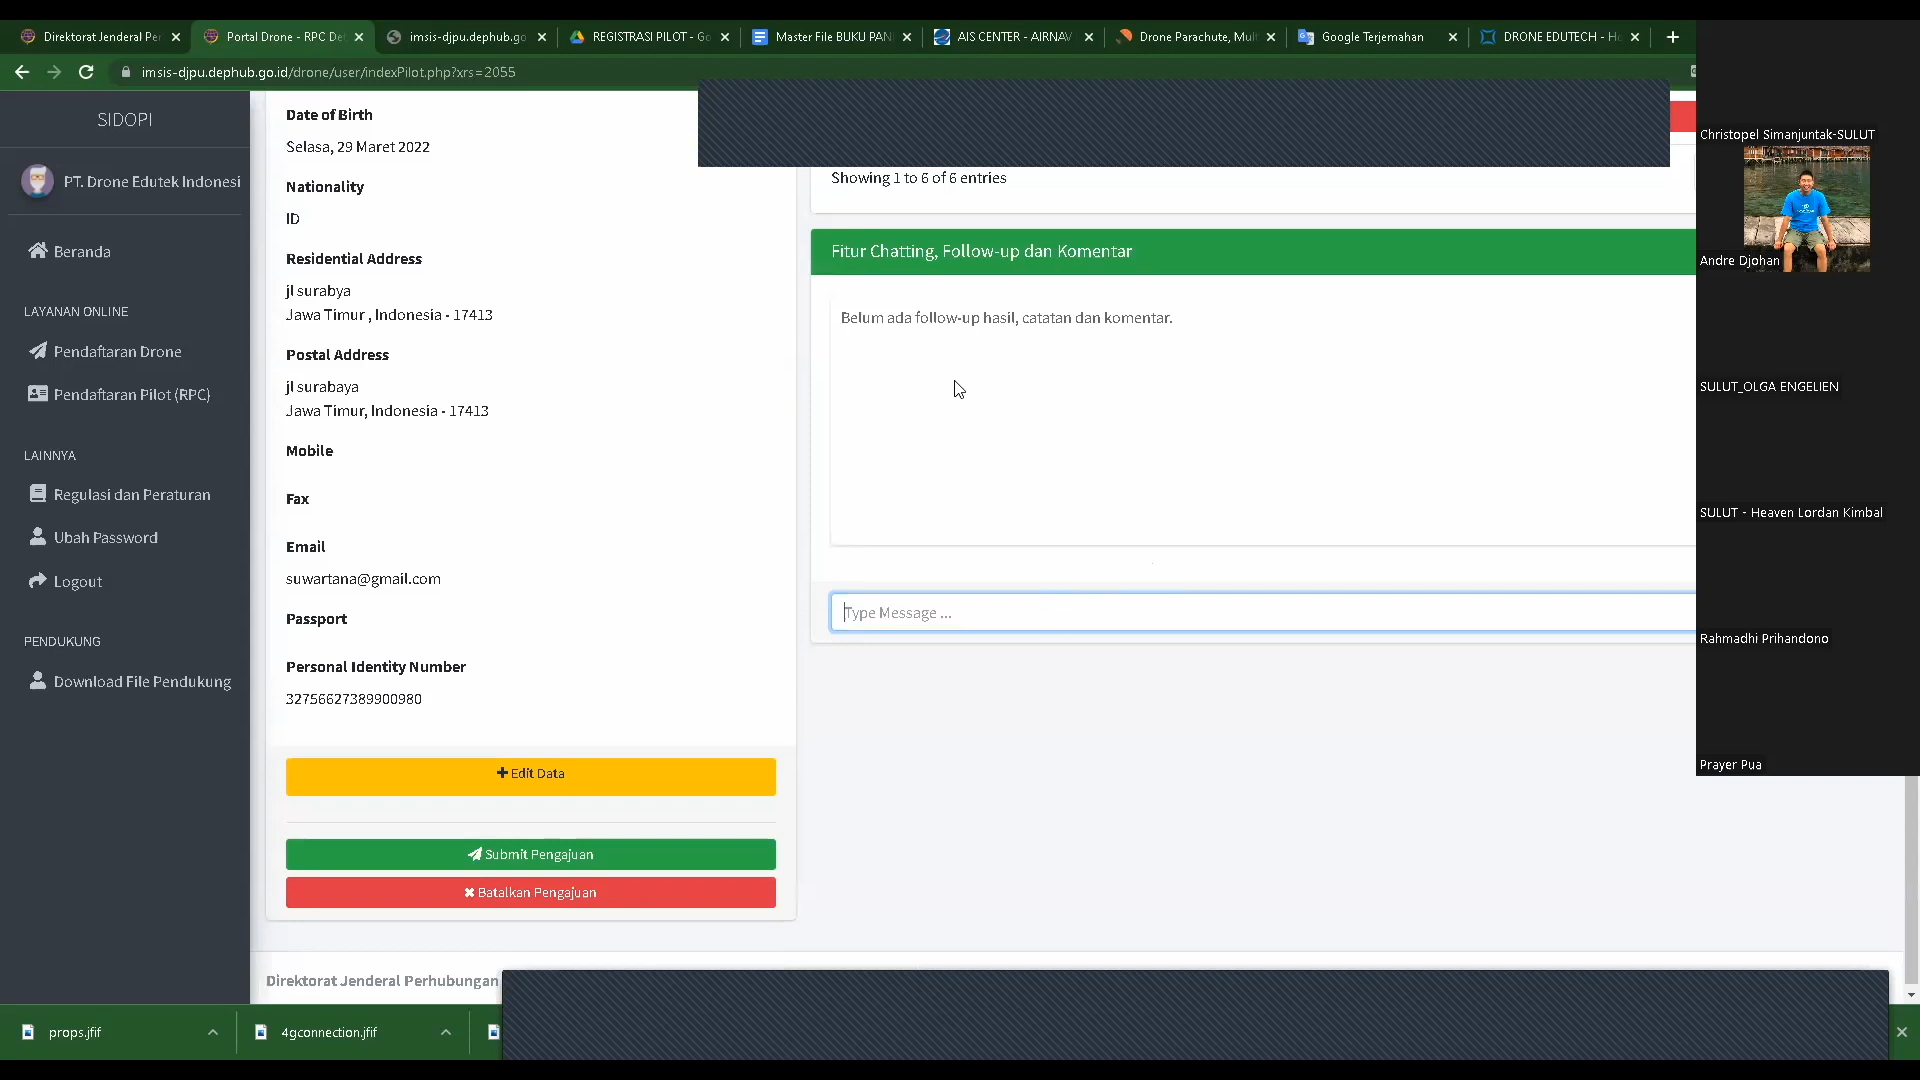 Direktorat Jenderal Per
Portal Drone - RPC De
imsis-djpu.dephub.go
REGISTRASI PILOT - Go
Master File BUKU PAN
AIS CENTER - AIRNAV
Drone Parachute, Mul
Google Terjemahan
DRONE EDUTECH - Ho
imsis-djpu.dephub.go.id/drone/user/indexPilot.php?xrs=2055
SIDOPI
PT. Drone Edutek Indonesi
Beranda
LAYANAN ONLINE
Pendaftaran Drone
Pendaftaran Pilot (RPC)
LAINNYA
Regulasi dan Peraturan
Ubah Password
Logout
PENDUKUNG
Download File Pendukung
Date of Birth
Selasa, 29 Maret 2022
Nationality
ID
Residential Address
jl surabya
Jawa Timur , Indonesia - 17413
Postal Address
jl surabaya
Jawa Timur, Indonesia - 17413
Mobile
Fax
Email
suwartana@gmail.com
Passport
Personal Identity Number
32756627389900980
Edit Data
Submit Pengajuan
Batalkan Pengajuan
Showing 1 to 6 of 6 entries
Fitur Chatting, Follow-up dan Komentar
Belum ada follow-up hasil, catatan dan komentar.
Type Message ...
Christopel Simanjuntak-SULUT
Andre Djohan
SULUT_OLGA ENGELIEN
SULUT - Heaven Lordan Kimbal
Rahmadhi Prihandono
Prayer Pua
Direktorat Jenderal Perhubungan
props.jfif
4gconnection.jfif